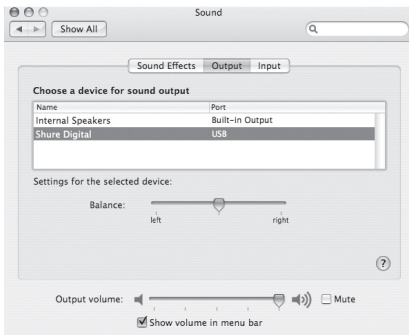 Sound
Show All
Sound Effects Output Input
Choose a device for sound output
Name Port
Internal Speakers Built-in Output
Shure Digital USB
Settings for the selected device:
Balance:
left right
?
Output volume: Mute
Show volume in menu bar